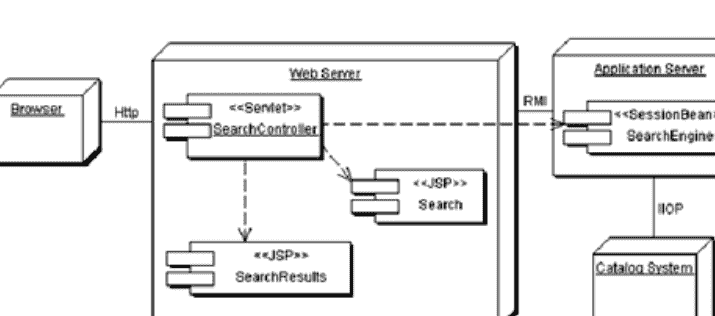 Web Server
Application Server
Browser
Http
<<Servlet>>
SearchController
RMI
<<SessionBean>
SearchEngine
<<JSP>>
Search
IIOP
<<JSP>>
SearchResults
Catalog System